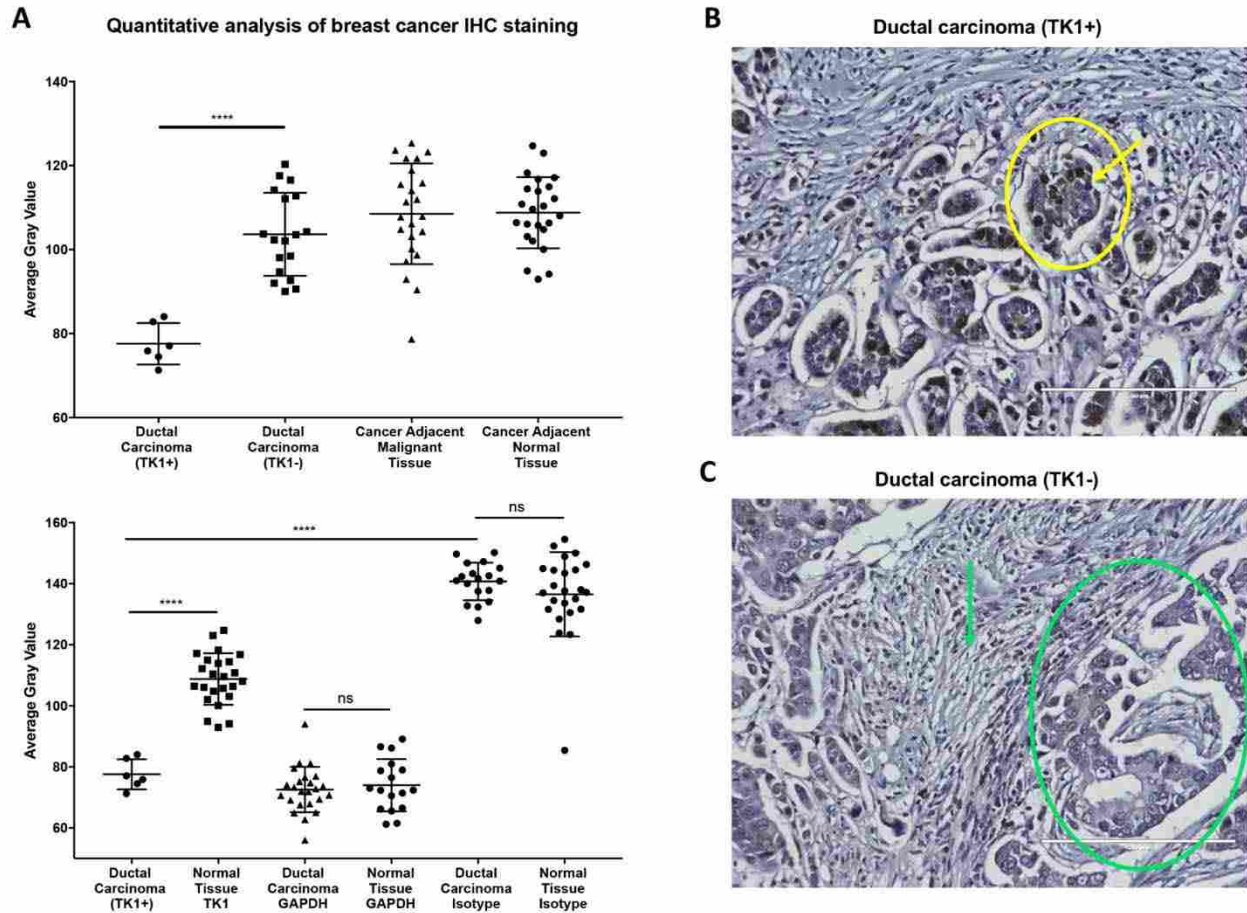 A
Quantitative analysis of breast cancer IHC staining
Average Gray Value
140
120
100
80
60
****
Ductal
Carcinoma
(TK1+)
Ductal
Carcinoma
(TK1-)
Cancer Adjacent
Malignant
Tissue
Cancer Adjacent
Normal
Tissue
Average Gray Value
160
140
120
100
80
60
****
****
ns
ns
Ductal
Carcinoma
(TK1+)
Normal
Tissue
TK1
Ductal
Carcinoma
GAPDH
Normal
Tissue
GAPDH
Ductal
Carcinoma
Isotype
Normal
Tissue
Isotype
B
Ductal carcinoma (TK1+)
C
Ductal carcinoma (TK1-)